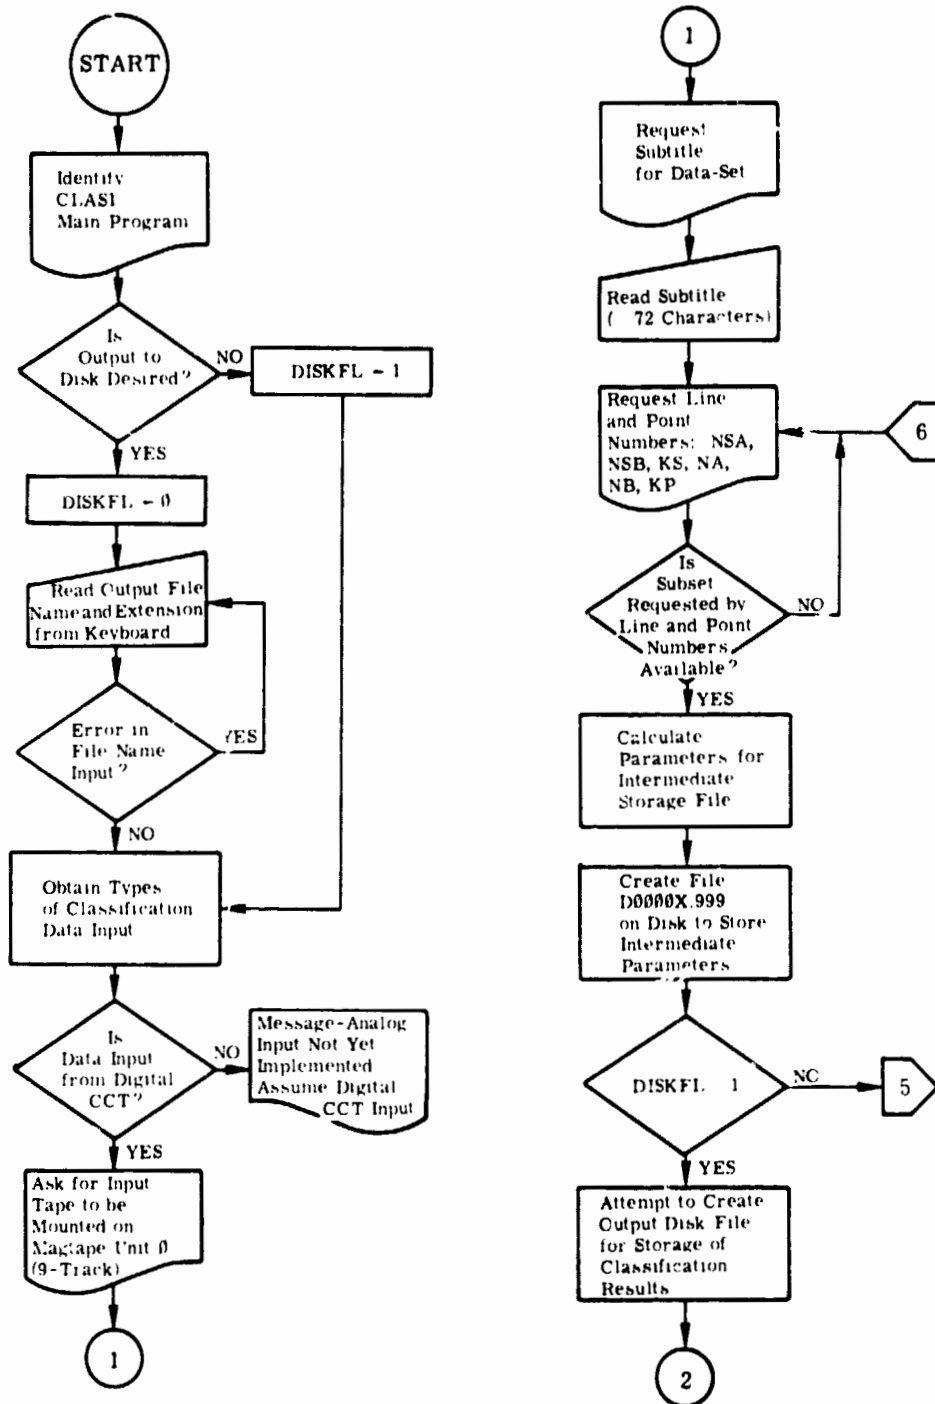 START
Identify
CLAS1
Main Program
Is
Output to
Disk Desired?
NO
DISKFL - 1
YES
DISKFL - 0
Read Output File
Name and Extension
from Keyboard
Error in
File Name
Input?
YES
NO
Obtain Types
of Classification
Data Input
Is
Data Input
from Digital
CCT?
NO
Message-Analog
Input Not Yet
Implemented
Assume Digital
CCT Input
YES
Ask for Input
Tape to be
Mounted on
Magtape Unit 0
(9-Track)
1
1
Request
Subtitle
for Data-Set
Read Subtitle
( 72 Characters)
Request Line
and Point
Numbers: NSA,
NSB, KS, NA,
NB, KP
6
Is
Subset
Requested by
Line and Point
Numbers
Available?
NO
YES
Calculate
Parameters for
Intermediate
Storage File
Create File
D0000X.999
on Disk to Store
Intermediate
Parameters
DISKFL 1
NO
5
YES
Attempt to Create
Output Disk File
for Storage of
Classification
Results
2